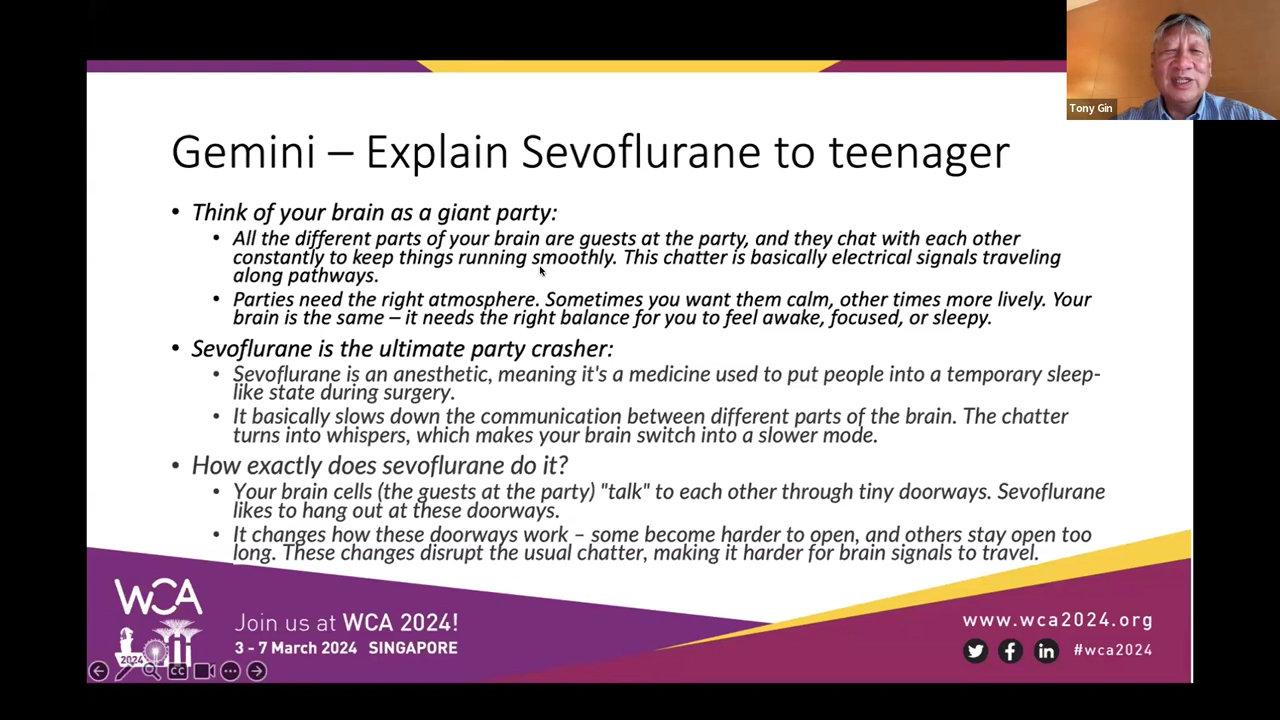 Tony Gin
Gemini – Explain Sevoflurane to teenager
• Think of your brain as a giant party:
• All the different parts of your brain are guests at the party, and they chat with each other
constantly to keep things running smoothly. This chatter is basically electrical signals traveling
along pathways.
• Parties need the right atmosphere. Sometimes you want them calm, other times more lively. Your
brain is the same – it needs the right balance for you to feel awake, focused, or sleepy.
• Sevoflurane is the ultimate party crasher:
• Sevoflurane is an anesthetic, meaning it's a medicine used to put people into a temporary sleep-
like state during surgery.
• It basically slows down the communication between different parts of the brain. The chatter
turns into whispers, which makes your brain switch into a slower mode.
• How exactly does sevoflurane do it?
• Your brain cells (the guests at the party) "talk" to each other through tiny doorways. Sevoflurane
likes to hang out at these doorways.
• It changes how these doorways work – some become harder to open, and others stay open too
long. These changes disrupt the usual chatter, making it harder for brain signals to travel.
WCA
2024
Join us at WCA 2024!
3 - 7 March 2024 SINGAPORE
CC
www.wca2024.org
#wca2024